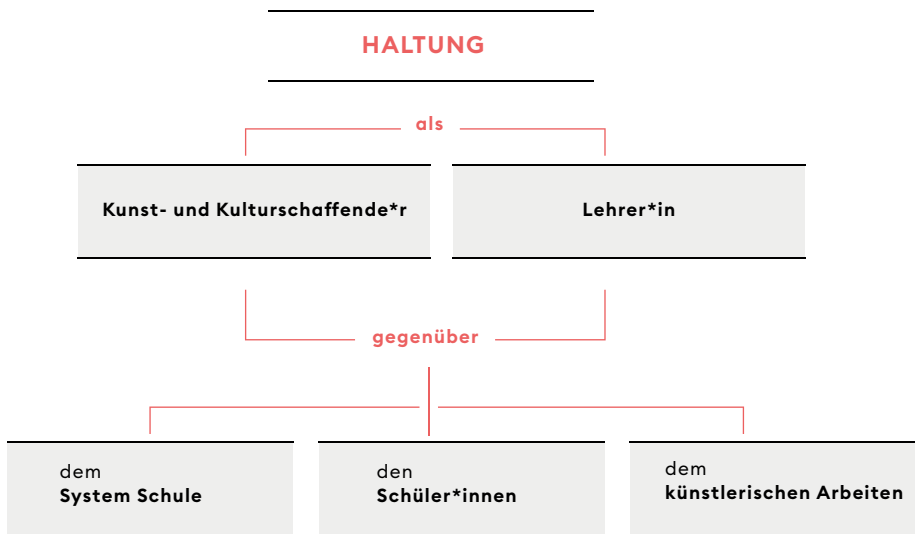 HALTUNG
als
Kunst- und Kulturschaffende*r
Lehrer*in
gegenüber
dem
System Schule
den
Schüler*innen
dem
künstlerischen Arbeiten